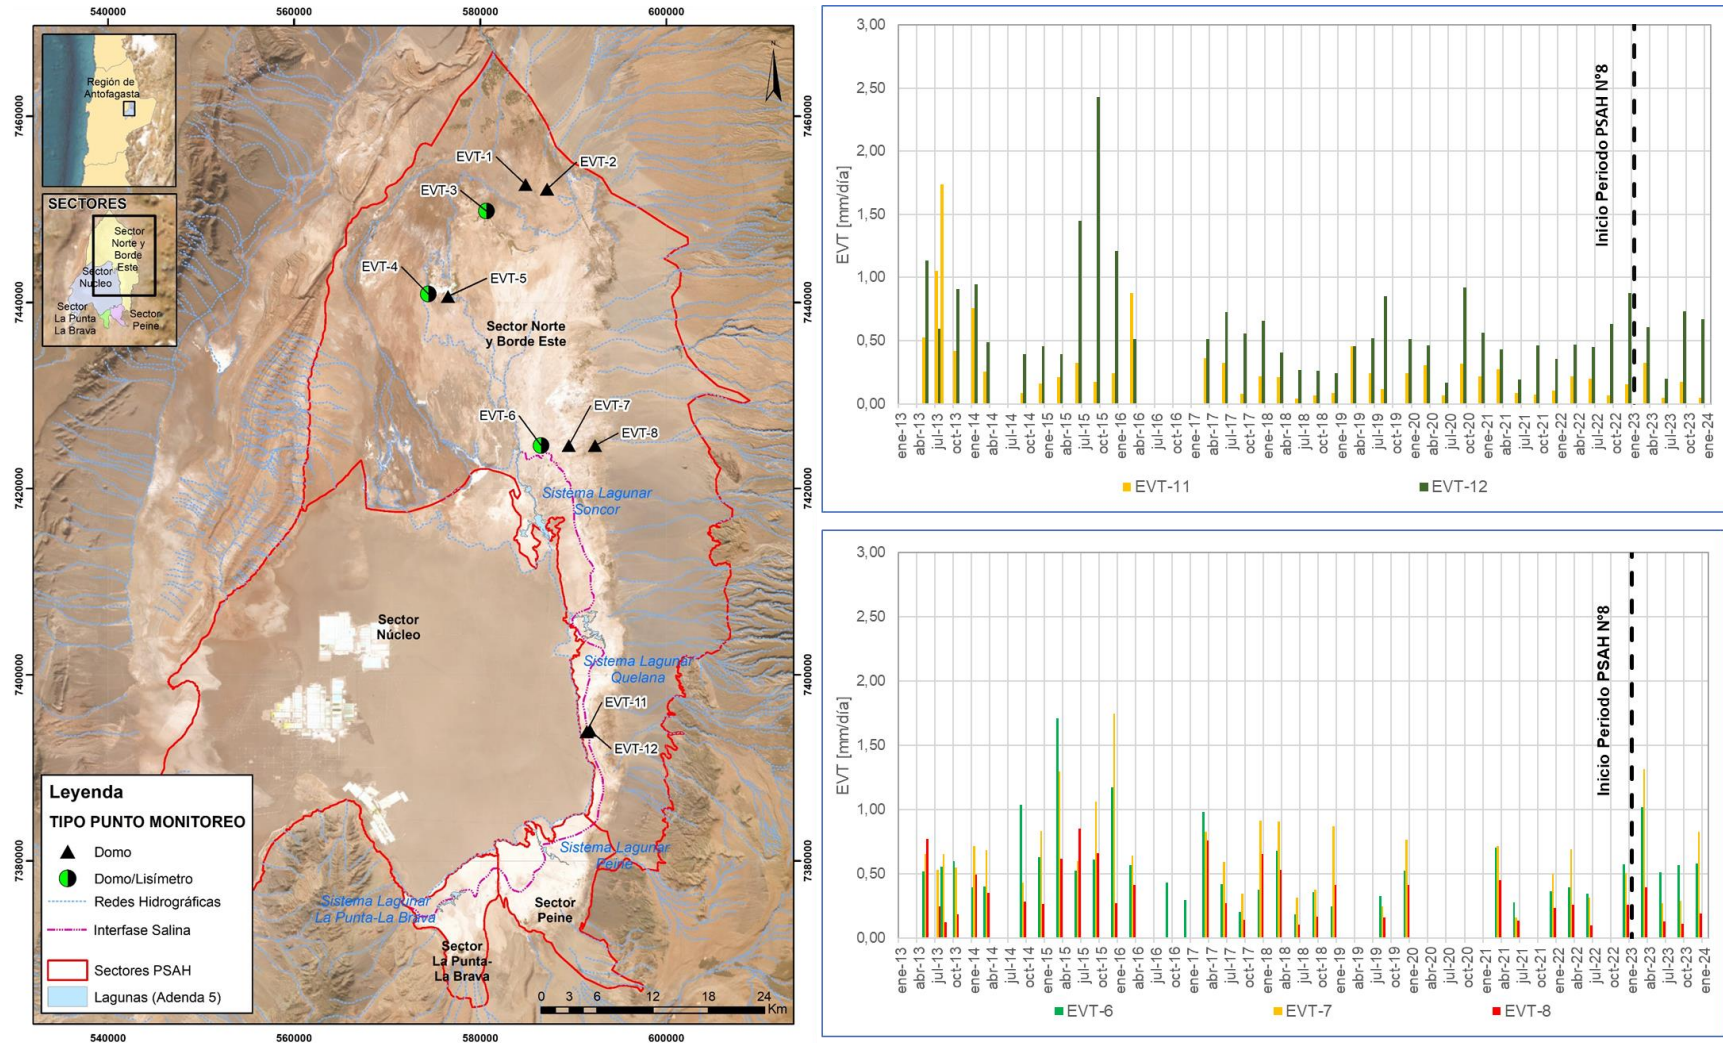 540000
560000
580000
600000
7460000
7440000
7420000
7400000
7380000
7460000
7440000
7420000
7400000
7380000
Región de
Antofagasta
SECTORES
Sector
Norte y
Borde
Este
Sector
Nucleo
Sector
La Punta
La Brava
Sector
Peine
N
EVT-1
EVT-2
EVT-3
EVT-4
EVT-5
Sector Norte
y Borde Este
EVT-6
EVT-7
EVT-8
Sistema Lagunar
Soncor
Sector
Núcleo
Sistema Lagunar
Quelana
EVT-11
EVT-12
Sistema Lagunar
Peine
Sistema Lagunar
La Punta-La Brava
Sector
Peine
Sector
La Punta-
La Brava
Leyenda
TIPO PUNTO MONITOREO
Domo
Domo/Lisímetro
Redes Hidrográficas
Interfase Salina
Sectores PSAH
Lagunas (Adenda 5)
0 3 6 12 18 24
Km
540000
560000
580000
600000
EVT [mm/día]
3,00
2,50
2,00
1,50
1,00
0,50
0,00
Inicio Periodo PSAH N°8
ene-13
abr-13
jul-13
oct-13
ene-14
abr-14
jul-14
oct-14
ene-15
abr-15
jul-15
oct-15
ene-16
abr-16
jul-16
oct-16
ene-17
abr-17
jul-17
oct-17
ene-18
abr-18
jul-18
oct-18
ene-19
abr-19
jul-19
oct-19
ene-20
abr-20
jul-20
oct-20
ene-21
abr-21
jul-21
oct-21
ene-22
abr-22
jul-22
oct-22
ene-23
abr-23
jul-23
oct-23
ene-24
EVT-11
EVT-12
EVT [mm/día]
3,00
2,50
2,00
1,50
1,00
0,50
0,00
Inicio Periodo PSAH N°8
ene-13
abr-13
jul-13
oct-13
ene-14
abr-14
jul-14
oct-14
ene-15
abr-15
jul-15
oct-15
ene-16
abr-16
jul-16
oct-16
ene-17
abr-17
jul-17
oct-17
ene-18
abr-18
jul-18
oct-18
ene-19
abr-19
jul-19
oct-19
ene-20
abr-20
jul-20
oct-20
ene-21
abr-21
jul-21
oct-21
ene-22
abr-22
jul-22
oct-22
ene-23
abr-23
jul-23
oct-23
ene-24
EVT-6
EVT-7
EVT-8